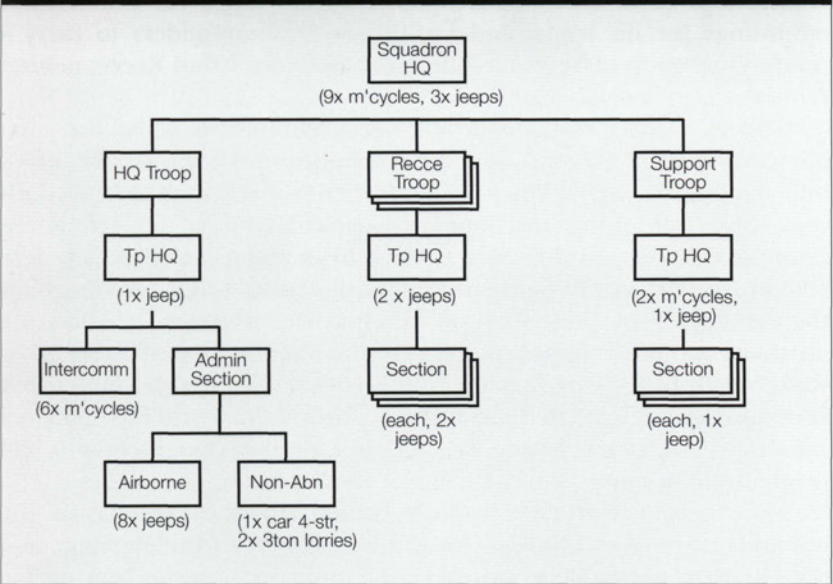 Squadron
HQ
(9x m'cycles, 3x jeeps)
HQ Troop
Recce
Troop
Support
Troop
Tp HQ
(1x jeep)
Tp HQ
(2 x jeeps)
Tp HQ
(2x m'cycles,
1x jeep)
Intercomm
(6x m'cycles)
Admin
Section
Section
(each, 2x
jeeps)
Section
(each, 1x
jeep)
Airborne
(8x jeeps)
Non-Abn
(1x car 4-str,
2x 3ton lorries)